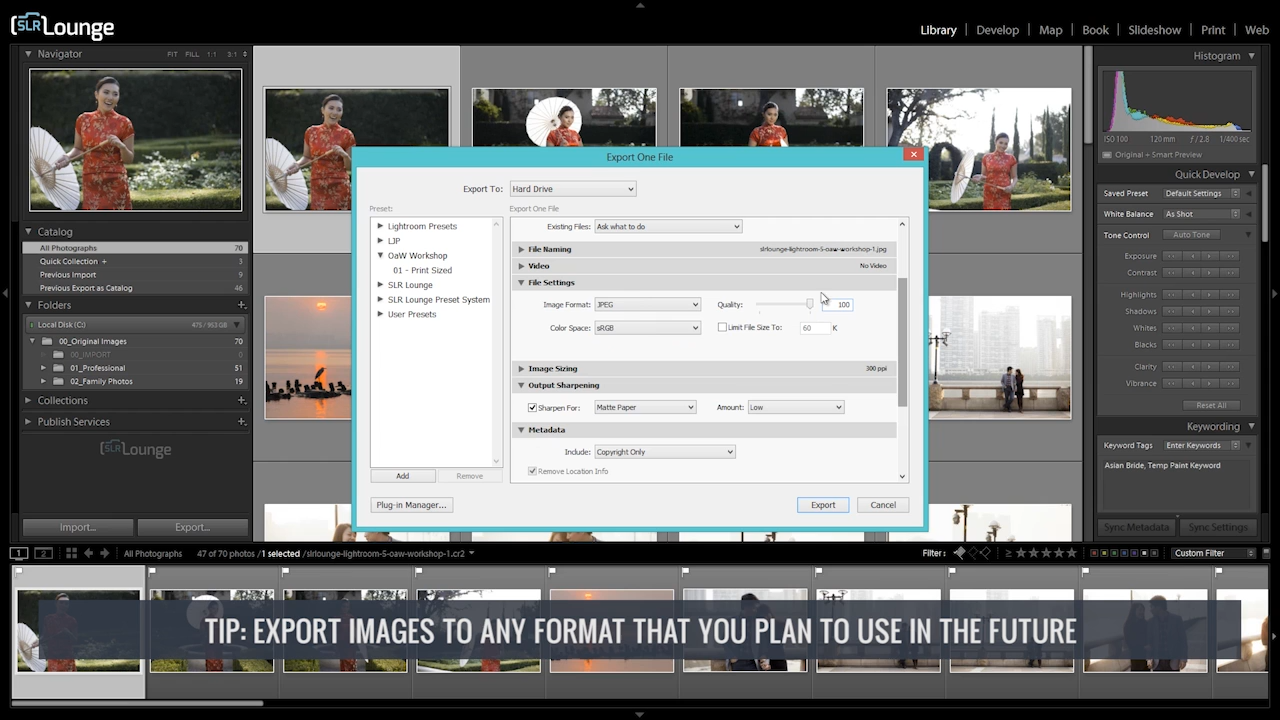 [SLR]Lounge
Library | Develop | Map | Book | Slideshow | Print | Web
Navigator FIT FILL 1:1 3:1
Histogram
ISO 100 120 mm ƒ / 2.8 1/400 sec
Original + Smart Preview
Catalog
All Photographs 70
Quick Collection + 3
Previous Import 9
Previous Export as Catalog 46
Folders
Local Disk (C:) 475 / 953 GB
00_Original Images 70
00_IMPORT 0
01_Professional 51
02_Family Photos 19
Collections
Publish Services
[SLR]Lounge
Import...
Export...
Export One File
Export To: Hard Drive
Preset:
Lightroom Presets
LJP
OaW Workshop
01 - Print Sized
SLR Lounge
SLR Lounge Preset System
User Presets
Add
Remove
Plug-in Manager...
Export One File
Existing Files: Ask what to do
File Naming slrlounge-lightroom-5-oaw-workshop-1.jpg
Video No Video
File Settings
Image Format: JPEG Quality: 100
Color Space: sRGB Limit File Size To: 60 K
Image Sizing 300 ppi
Output Sharpening
Sharpen For: Matte Paper Amount: Low
Metadata
Include: Copyright Only
Remove Location Info
Export
Cancel
Quick Develop
Saved Preset Default Settings
White Balance As Shot
Tone Control Auto Tone
Exposure
Contrast
Highlights
Shadows
Whites
Blacks
Clarity
Vibrance
Reset All
Keywording
Keyword Tags Enter Keywords
Asian Bride, Temp Paint Keyword
Sync Metadata
Sync Settings
1 2 All Photographs 47 of 70 photos / 1 selected / slrlounge-lightroom-5-oaw-workshop-1.cr2 Filter: ≥ Custom Filter
TIP: EXPORT IMAGES TO ANY FORMAT THAT YOU PLAN TO USE IN THE FUTURE